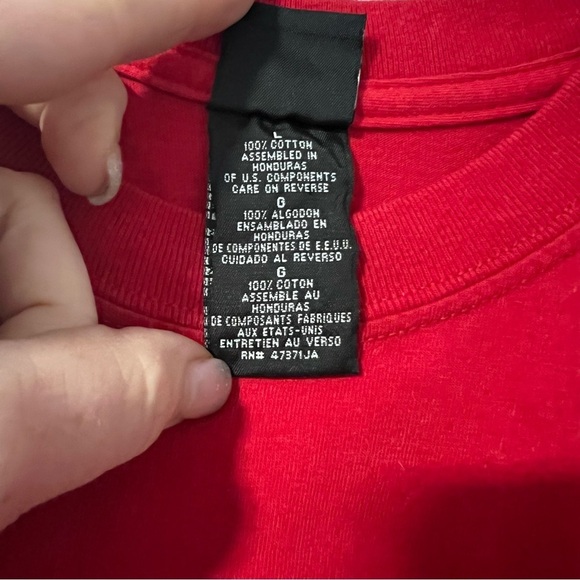 L
100% COTTON
ASSEMBLED IN
HONDURAS
OF U.S. COMPONENTS
CARE ON REVERSE
G
100% ALGODON
ENSAMBLADO EN
HONDURAS
DE COMPONENTES DE E.E.U.U.
CUIDADO AL REVERSO
G
100% COTON
ASSEMBLE AU
HONDURAS
DE COMPOSANTS FABRIQUES
AUX ETATS-UNIS
ENTRETIEN AU VERSO
RN# 47371JA